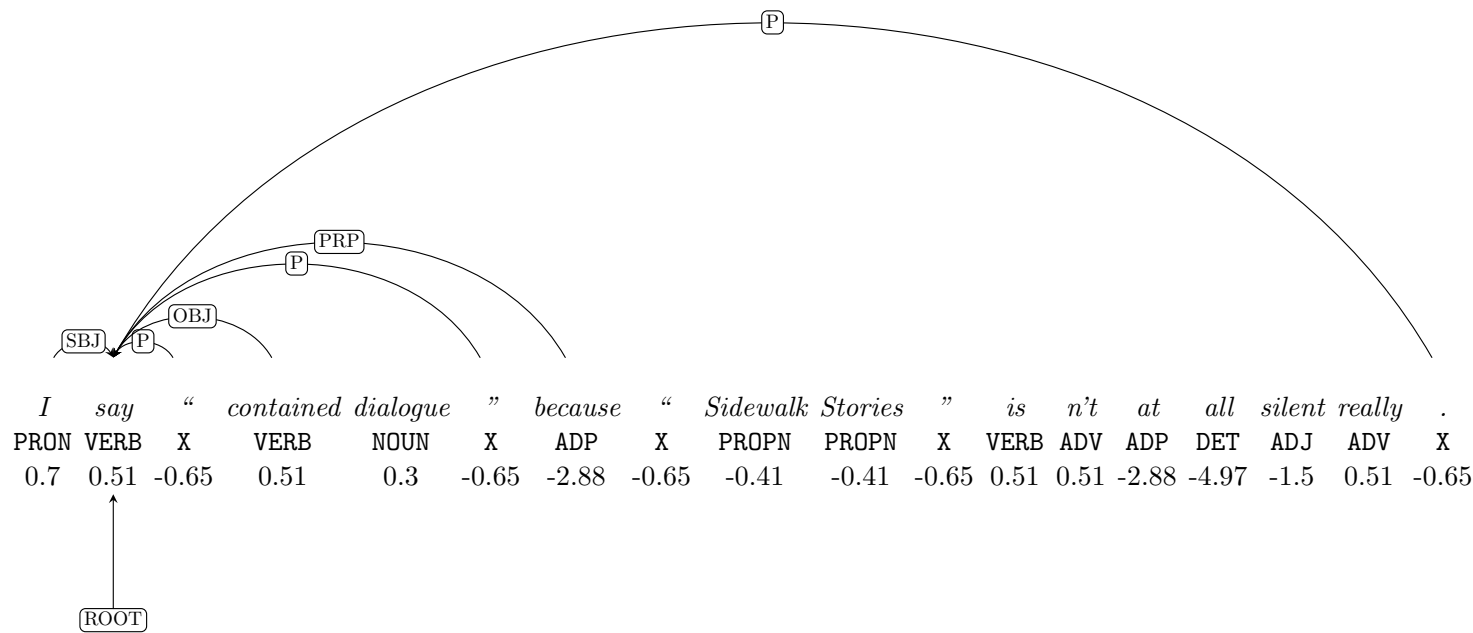 P
PRP
P
OBJ
SBJ P
I say “ contained dialogue ” because “ Sidewalk Stories ” is n’t at all silent really .
PRON VERB X VERB NOUN X ADP X PROPN PROPN X VERB ADV ADP DET ADJ ADV X
0.7 0.51 -0.65 0.51 0.3 -0.65 -2.88 -0.65 -0.41 -0.41 -0.65 0.51 0.51 -2.88 -4.97 -1.5 0.51 -0.65
ROOT